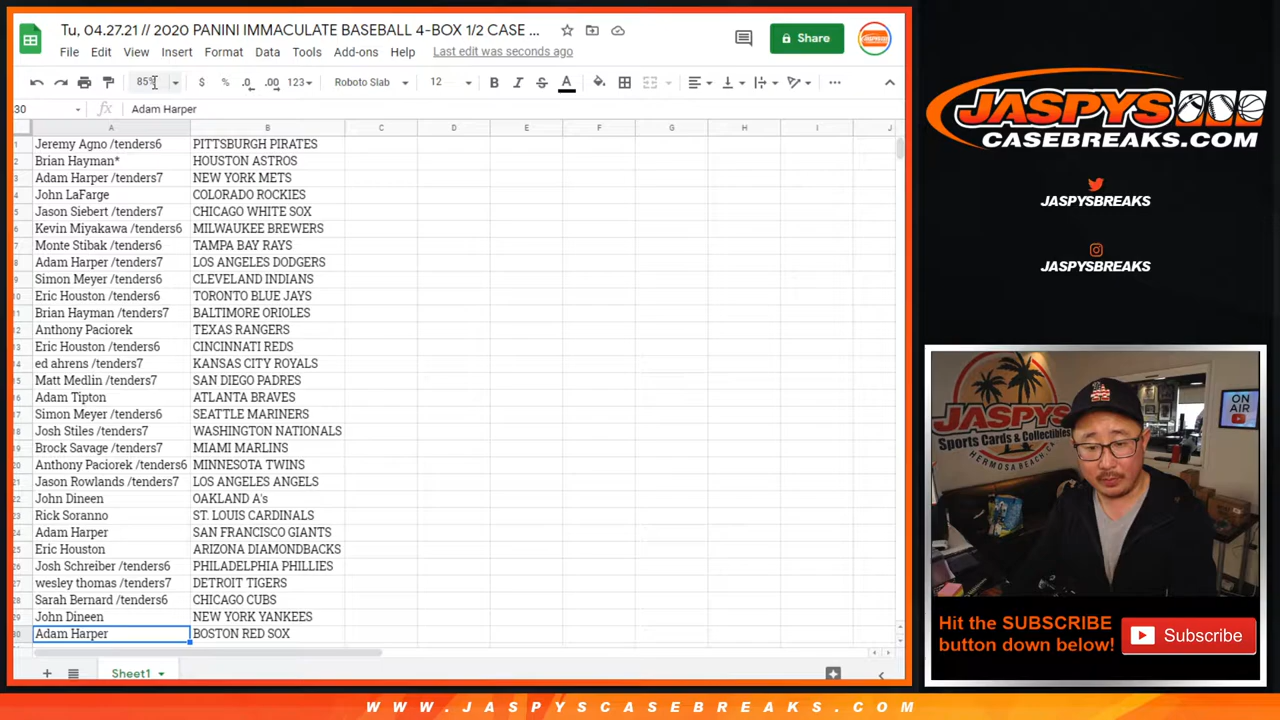 Tu, 04.27.21 // 2020 PANINI IMMACULATE BASEBALL 4-BOX 1/2 CASE ...
File Edit View Insert Format Data Tools Add-ons Help Last edit was seconds ago
Share
85% $ % .0 .00 123 Roboto Slab 12 B I S A ...
30 fx Adam Harper
A B C D E F G H I J
1 Jeremy Agno /tenders6 PITTSBURGH PIRATES
2 Brian Hayman* HOUSTON ASTROS
3 Adam Harper /tenders7 NEW YORK METS
4 John LaFarge COLORADO ROCKIES
5 Jason Siebert /tenders7 CHICAGO WHITE SOX
6 Kevin Miyakawa /tenders6 MILWAUKEE BREWERS
7 Monte Stibak /tenders6 TAMPA BAY RAYS
8 Adam Harper /tenders7 LOS ANGELES DODGERS
9 Simon Meyer /tenders6 CLEVELAND INDIANS
10 Eric Houston /tenders6 TORONTO BLUE JAYS
11 Brian Hayman /tenders7 BALTIMORE ORIOLES
12 Anthony Paciorek TEXAS RANGERS
13 Eric Houston /tenders6 CINCINNATI REDS
14 ed ahrens /tenders7 KANSAS CITY ROYALS
15 Matt Medlin /tenders7 SAN DIEGO PADRES
16 Adam Tipton ATLANTA BRAVES
17 Simon Meyer /tenders6 SEATTLE MARINERS
18 Josh Stiles /tenders7 WASHINGTON NATIONALS
19 Brock Savage /tenders7 MIAMI MARLINS
20 Anthony Paciorek /tenders6 MINNESOTA TWINS
21 Jason Rowlands /tenders7 LOS ANGELES ANGELS
22 John Dineen OAKLAND A's
23 Rick Soranno ST. LOUIS CARDINALS
24 Adam Harper SAN FRANCISCO GIANTS
25 Eric Houston ARIZONA DIAMONDBACKS
26 Josh Schreiber /tenders6 PHILADELPHIA PHILLIES
27 wesley thomas /tenders7 DETROIT TIGERS
28 Sarah Bernard /tenders6 CHICAGO CUBS
29 John Dineen NEW YORK YANKEES
30 Adam Harper BOSTON RED SOX
Sheet1
JASPYS
CASEBREAKS.COM
JASPYSBREAKS
JASPYSBREAKS
JASPYS
Sports Cards & Collectibles
HERMOSA BEACH, CA
ON AIR
Hit the SUBSCRIBE
button down below!
Subscribe
WWW.JASPYSCASEBREAKS.COM